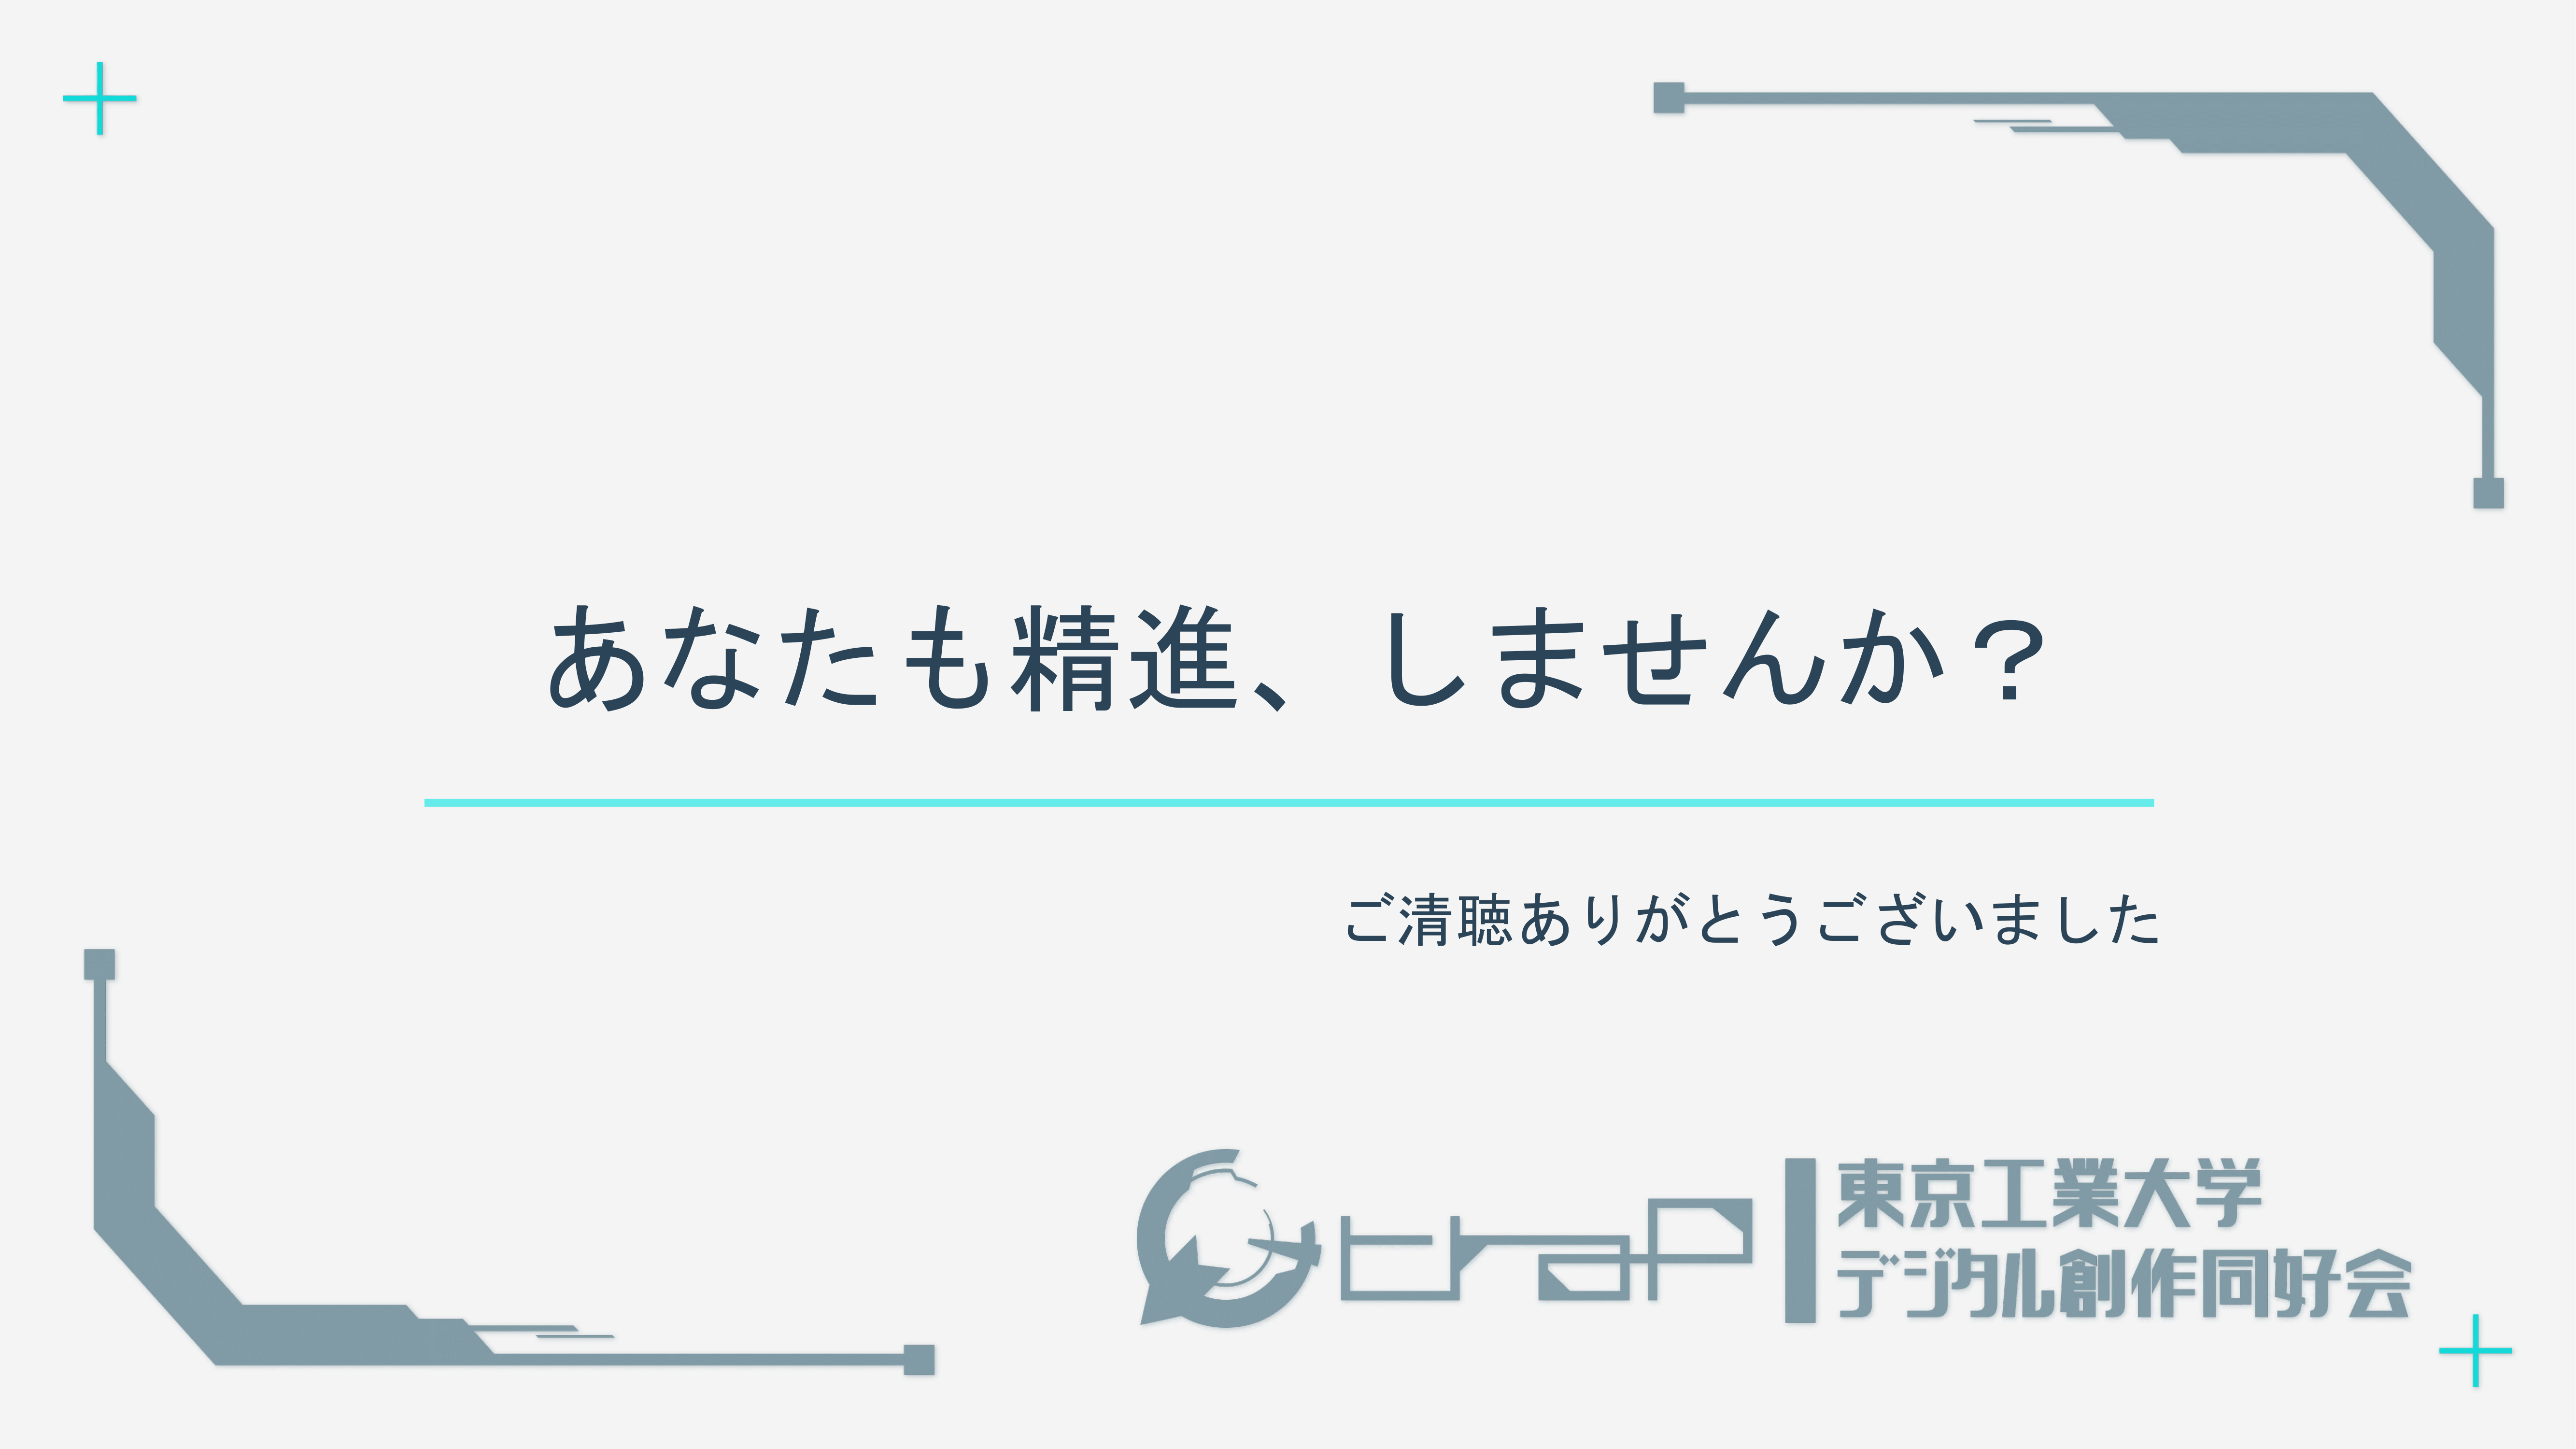 あなたも精進、しませんか？
ご清聴ありがとうございました
traP
東京工業大学
デジタル創作同好会